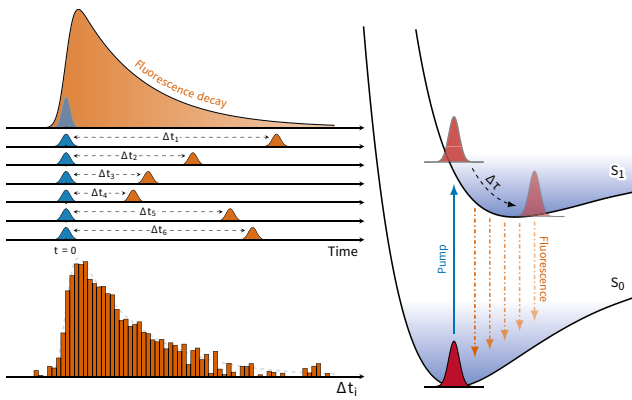 Fluorescence decay
Δt₁
Δt₂
Δt₃
Δt₄
Δt₅
Δt₆
t = 0
Time
Δtᵢ
Δτ
S₁
Pump
Fluorescence
S₀